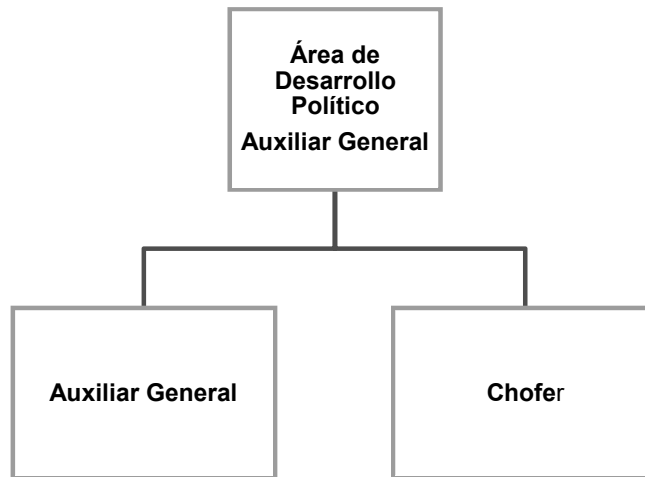 Área de
Desarrollo
Político
Auxiliar General
Auxiliar General
Chofer